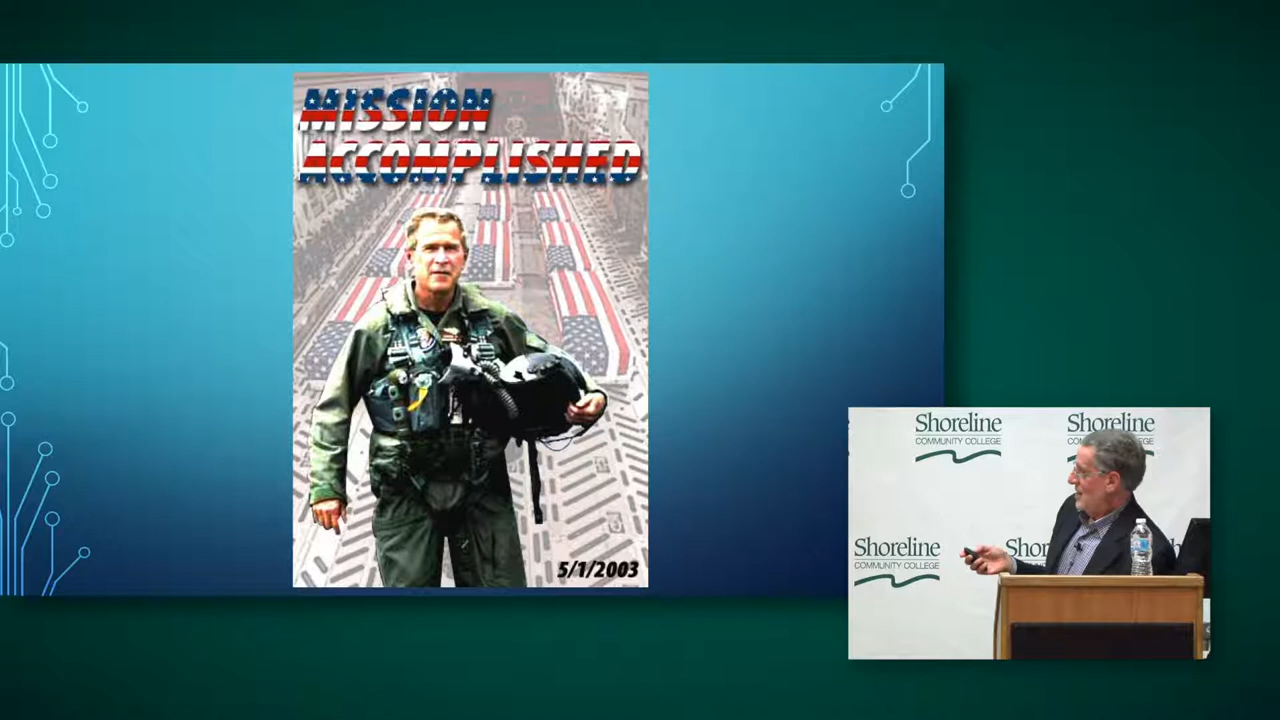 MISSION
ACCOMPLISHED
5/1/2003
Shoreline
COMMUNITY COLLEGE
Shoreline
COMMUNITY COLLEGE
Shoreline
COMMUNITY COLLEGE